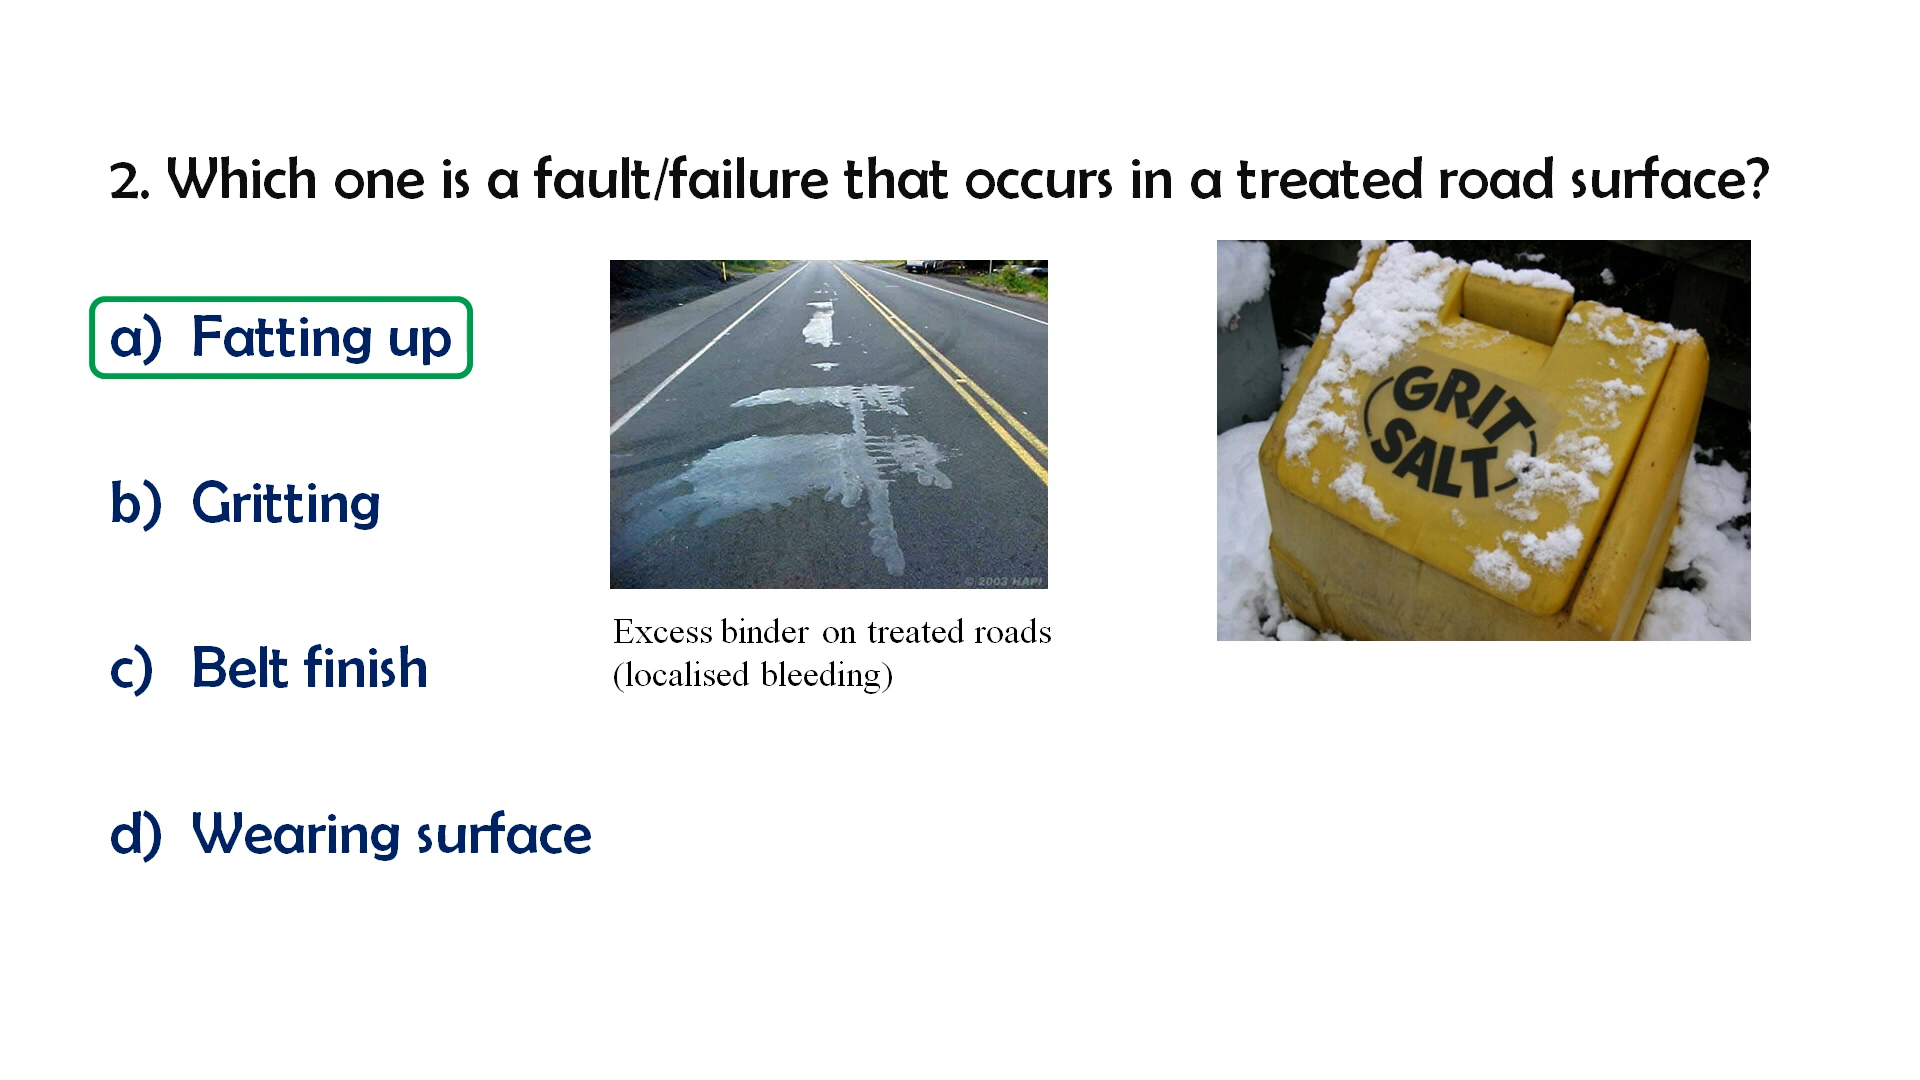 2. Which one is a fault/failure that occurs in a treated road surface?
a) Fatting up
b) Gritting
c) Belt finish
d) Wearing surface
© 2003 HAPI
Excess binder on treated roads
(localised bleeding)
GRIT
SALT